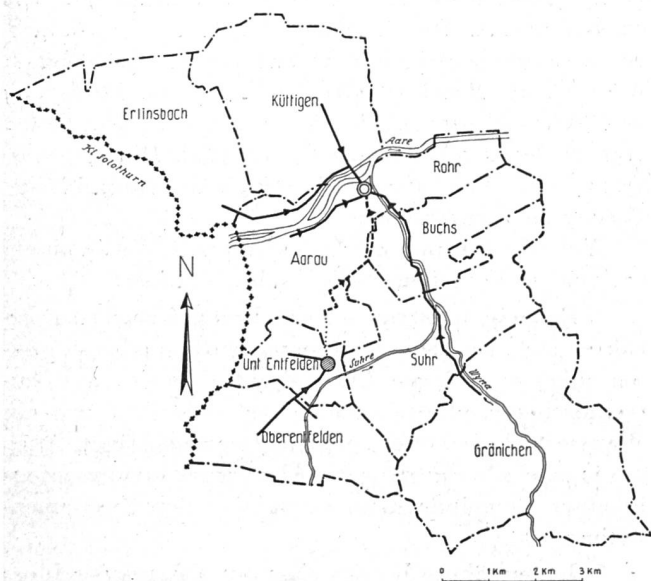 Küttigen
Erlinsbach
Kt Solothurn
Aare
Rohr
Buchs
Aarau
N
Unt Entfelden
Suhre
Suhr
Wyna
Oberentfelden
Gränichen
0 1 Km 2 Km 3 Km